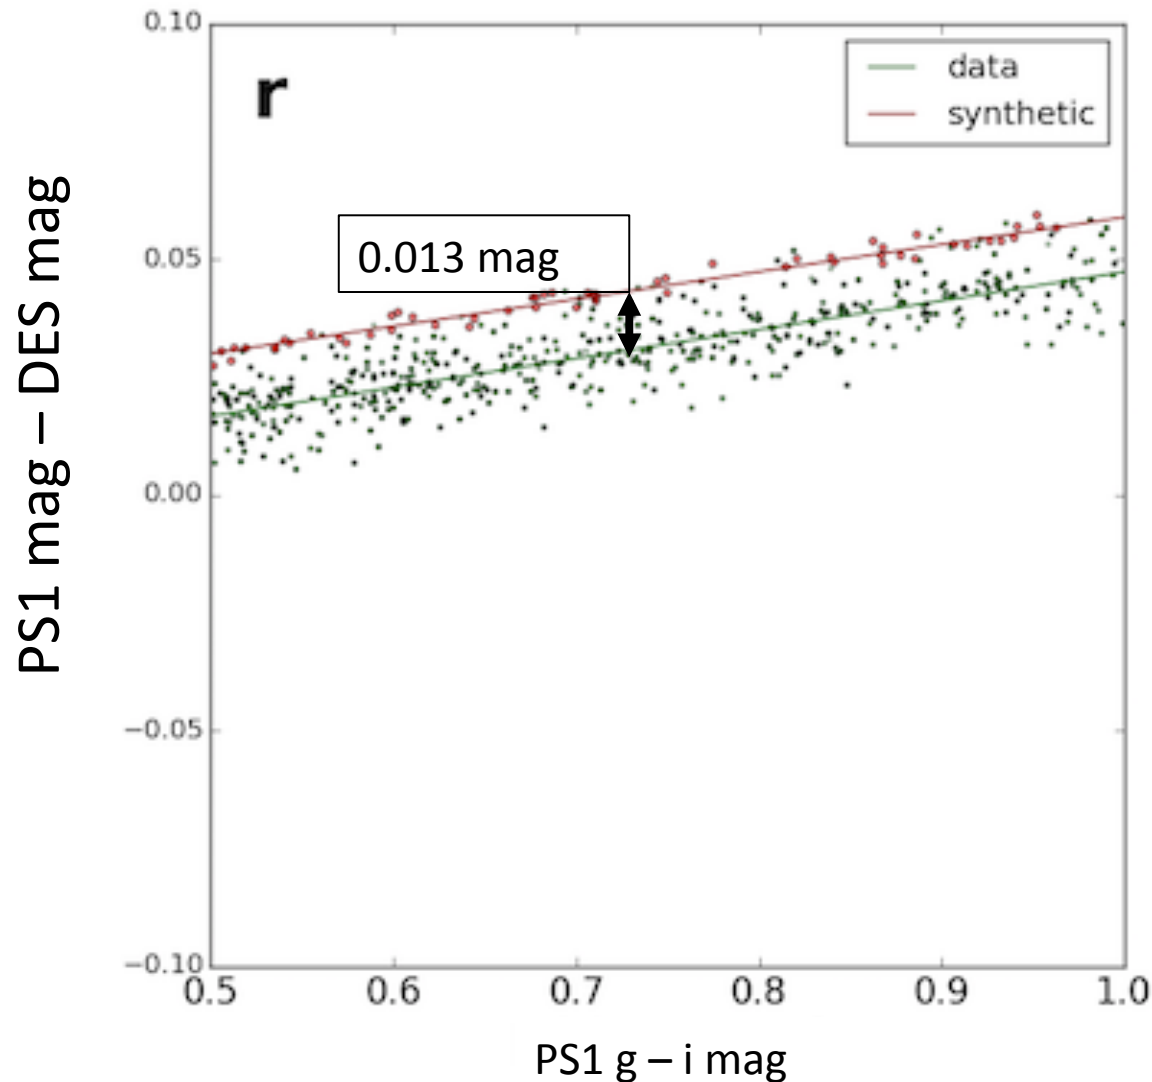 0.10
r
data
synthetic
0.013 mag
0.05
0.00
−0.05
−0.10
0.5 0.6 0.7 0.8 0.9 1.0
PS1 g – i mag
PS1 mag – DES mag